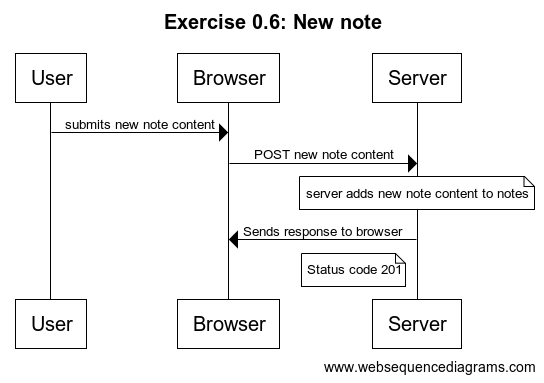 Exercise 0.6: New note
User
Browser
Server
submits new note content
POST new note content
server adds new note content to notes
Sends response to browser
Status code 201
User
Browser
Server
www.websequencediagrams.com